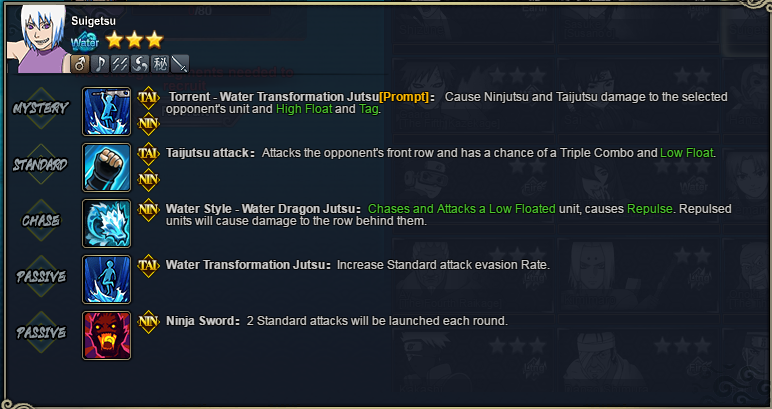 /80
Suigetsu
Water
MYSTERY
TAI
NIN
Torrent - Water Transformation Jutsu[Prompt]： Cause Ninjutsu and Taijutsu damage to the selected
opponent's unit and High Float and Tag.
STANDARD
TAI
NIN
Taijutsu attack：Attacks the opponent's front row and has a chance of a Triple Combo and Low Float.
CHASE
NIN
Water Style - Water Dragon Jutsu：Chases and Attacks a Low Floated unit, causes Repulse. Repulsed
units will cause damage to the row behind them.
PASSIVE
TAI
Water Transformation Jutsu：Increase Standard attack evasion Rate.
PASSIVE
NIN
Ninja Sword：2 Standard attacks will be launched each round.